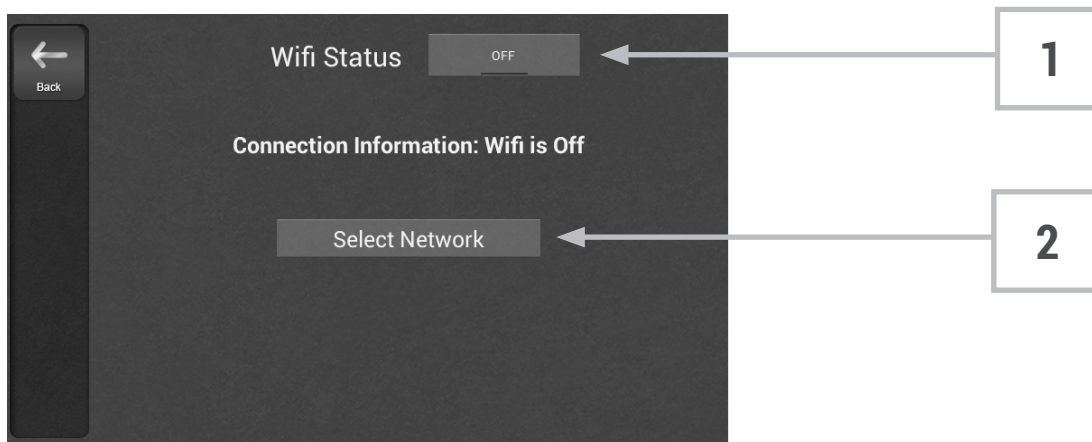 Wifi Status OFF 1
Back
Connection Information: Wifi is Off
Select Network 2